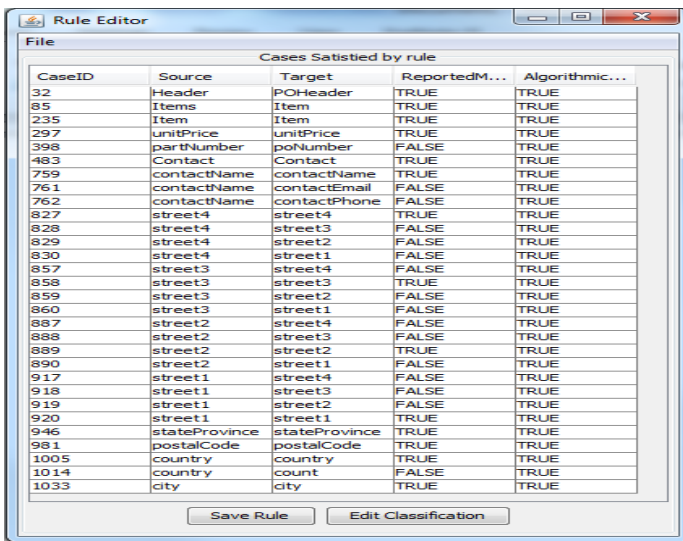 Rule Editor
File
Cases Satistied by rule
CaseID Source Target ReportedM... Algorithmic...
32 Header POHeader TRUE TRUE
85 Items Item TRUE TRUE
235 Item Item TRUE TRUE
297 unitPrice unitPrice TRUE TRUE
398 partNumber poNumber FALSE TRUE
483 Contact Contact TRUE TRUE
759 contactName contactName TRUE TRUE
761 contactName contactEmail FALSE TRUE
762 contactName contactPhone FALSE TRUE
827 street4 street4 TRUE TRUE
828 street4 street3 FALSE TRUE
829 street4 street2 FALSE TRUE
830 street4 street1 FALSE TRUE
857 street3 street4 FALSE TRUE
858 street3 street3 TRUE TRUE
859 street3 street2 FALSE TRUE
860 street3 street1 FALSE TRUE
887 street2 street4 FALSE TRUE
888 street2 street3 FALSE TRUE
889 street2 street2 TRUE TRUE
890 street2 street1 FALSE TRUE
917 street1 street4 FALSE TRUE
918 street1 street3 FALSE TRUE
919 street1 street2 FALSE TRUE
920 street1 street1 TRUE TRUE
946 stateProvince stateProvince TRUE TRUE
981 postalCode postalCode TRUE TRUE
1005 country country TRUE TRUE
1014 country count FALSE TRUE
1033 city city TRUE TRUE
Save Rule Edit Classification